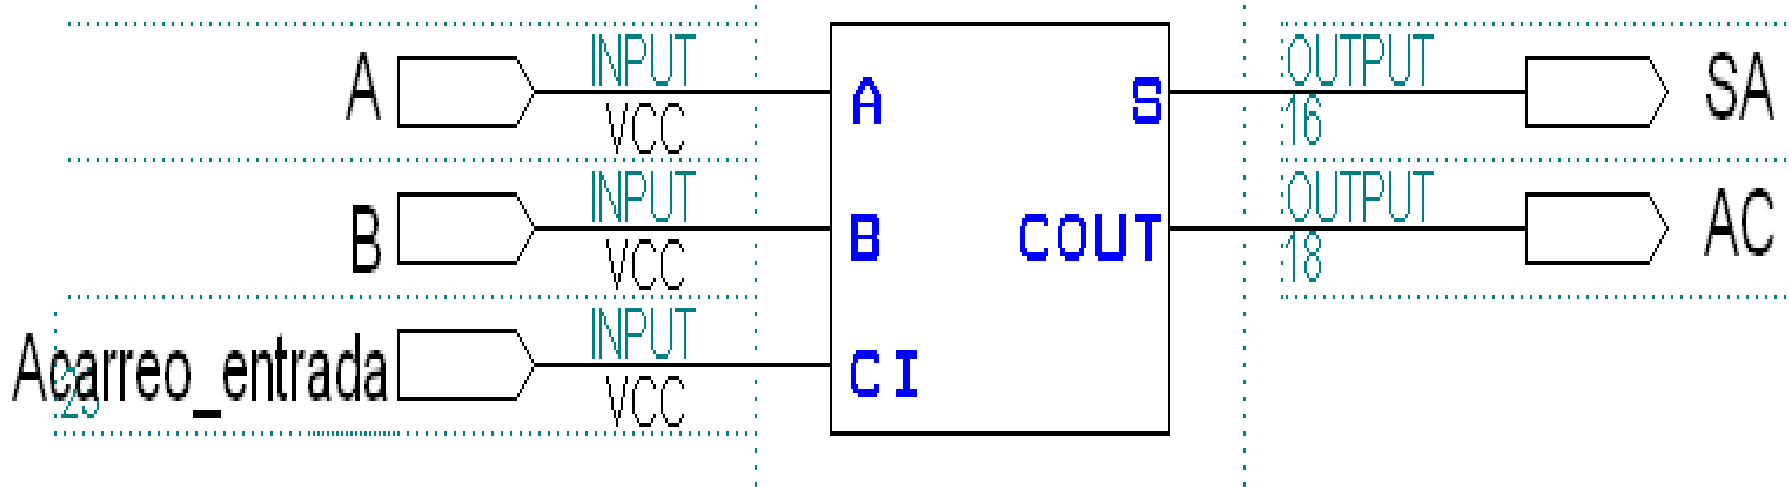 A INPUT VCC A S OUTPUT 16 SA
B INPUT VCC B COUT OUTPUT 18 AC
Acarreo_entrada INPUT VCC CI